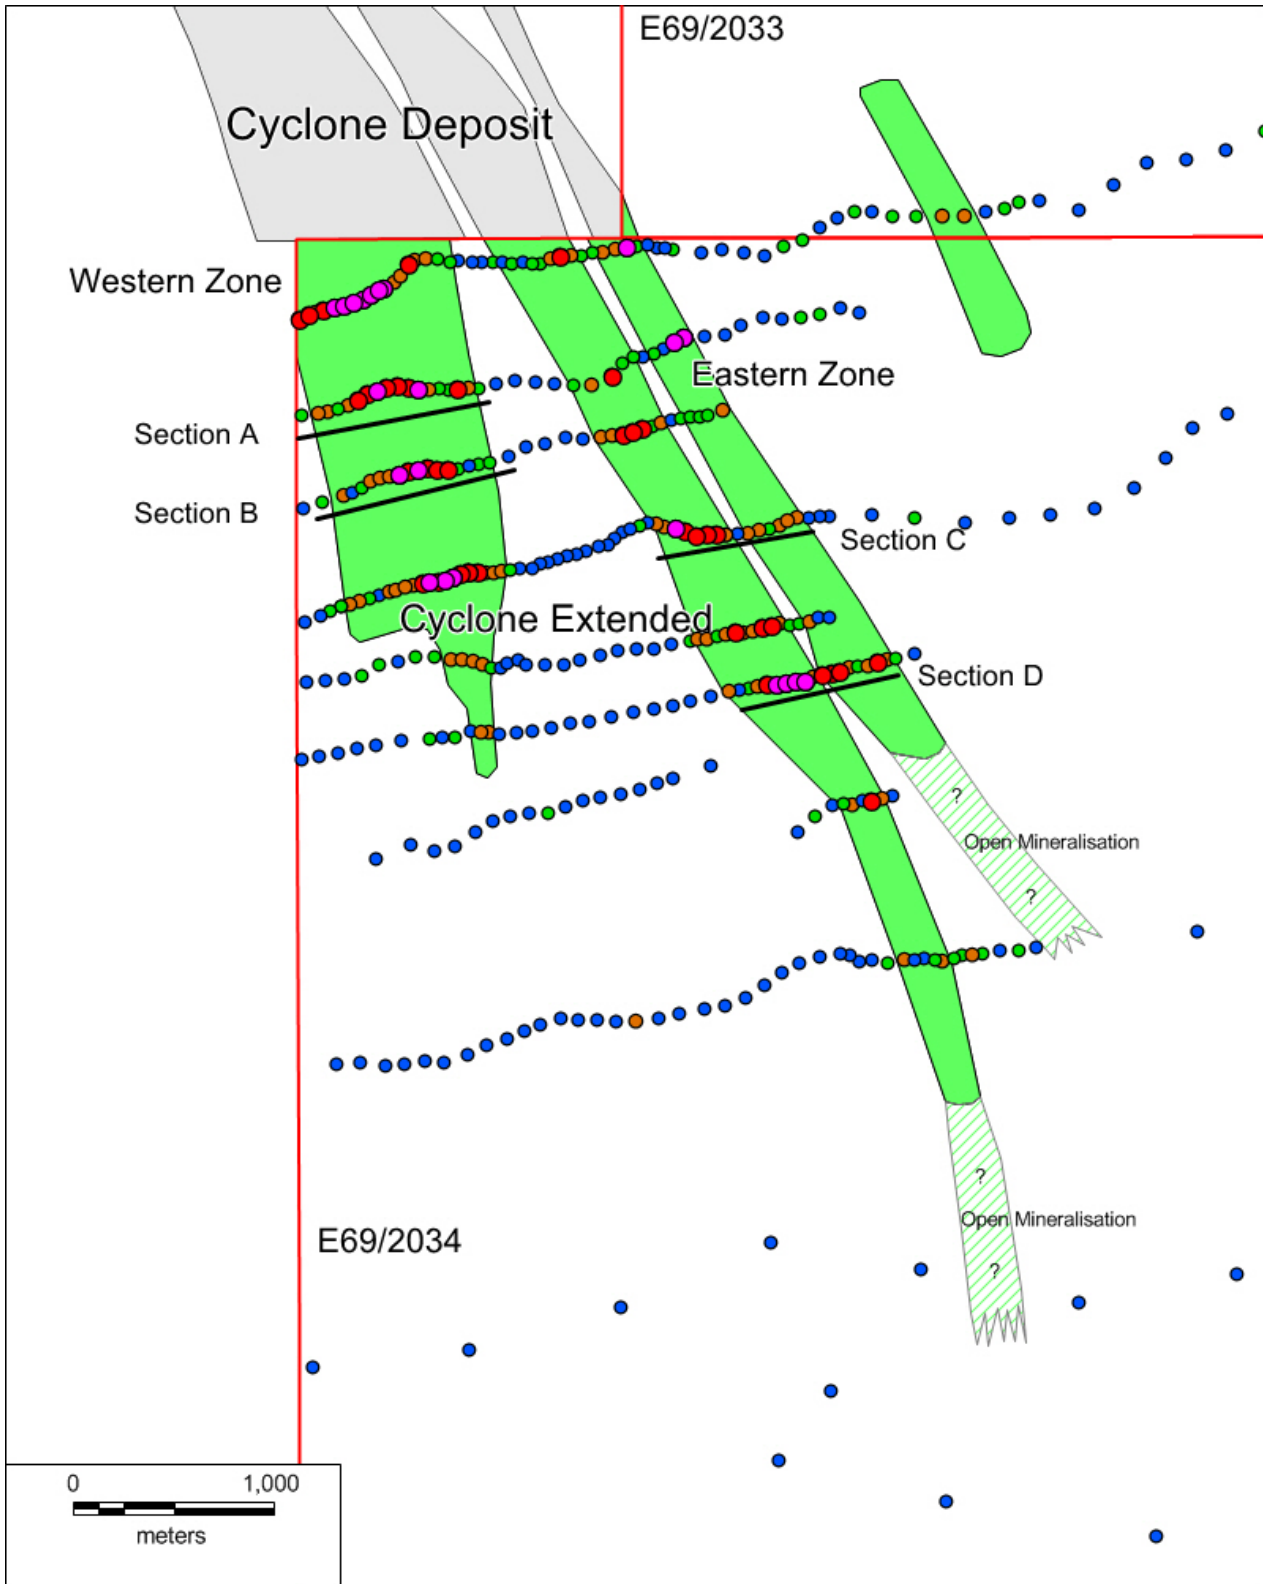 E69/2033
Cyclone Deposit
Western Zone
Eastern Zone
Section A
Section B
Section C
Cyclone Extended
Section D
?
Open Mineralisation
?
?
Open Mineralisation
E69/2034
?
0 1,000
meters